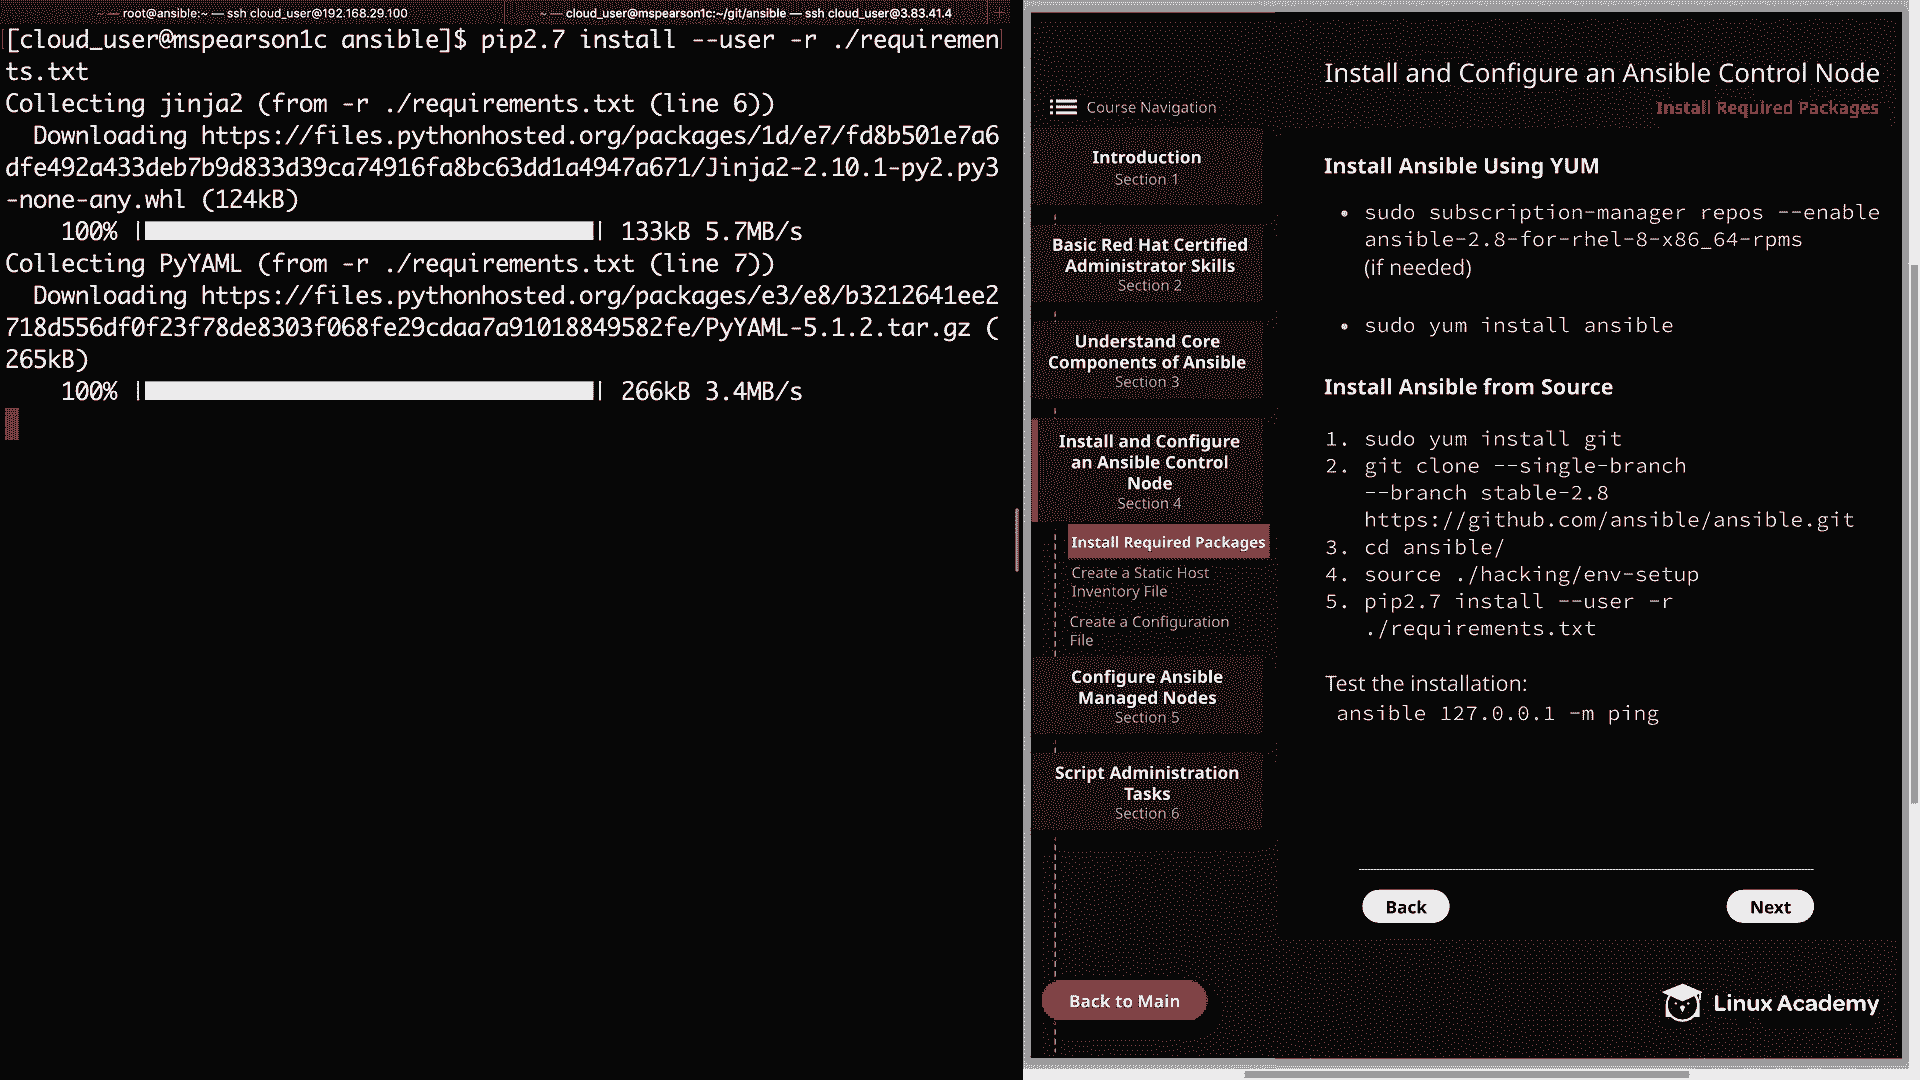 ~ — root@ansible:~ — ssh cloud_user@192.168.29.100
~ — cloud_user@mspearson1c:~/git/ansible — ssh cloud_user@3.83.41.4
[cloud_user@mspearson1c ansible]$ pip2.7 install --user -r ./requiremen
ts.txt
Collecting jinja2 (from -r ./requirements.txt (line 6))
Downloading https://files.pythonhosted.org/packages/1d/e7/fd8b501e7a6
dfe492a433deb7b9d833d39ca74916fa8bc63dd1a4947a671/Jinja2-2.10.1-py2.py3
-none-any.whl (124kB)
100% |████████████████████████████████| 133kB 5.7MB/s
Collecting PyYAML (from -r ./requirements.txt (line 7))
Downloading https://files.pythonhosted.org/packages/e3/e8/b3212641ee2
718d556df0f23f78de8303f068fe29cdaa7a91018849582fe/PyYAML-5.1.2.tar.gz (
265kB)
100% |████████████████████████████████| 266kB 3.4MB/s
Install and Configure an Ansible Control Node
Install Required Packages
Course Navigation
Introduction
Section 1
Basic Red Hat Certified
Administrator Skills
Section 2
Understand Core
Components of Ansible
Section 3
Install and Configure
an Ansible Control
Node
Section 4
Install Required Packages
Create a Static Host
Inventory File
Create a Configuration
File
Configure Ansible
Managed Nodes
Section 5
Script Administration
Tasks
Section 6
Back to Main
Install Ansible Using YUM
• sudo subscription-manager repos --enable
ansible-2.8-for-rhel-8-x86_64-rpms
(if needed)
• sudo yum install ansible
Install Ansible from Source
1. sudo yum install git
2. git clone --single-branch
--branch stable-2.8
https://github.com/ansible/ansible.git
3. cd ansible/
4. source ./hacking/env-setup
5. pip2.7 install --user -r
./requirements.txt
Test the installation:
ansible 127.0.0.1 -m ping
Back
Next
Linux Academy